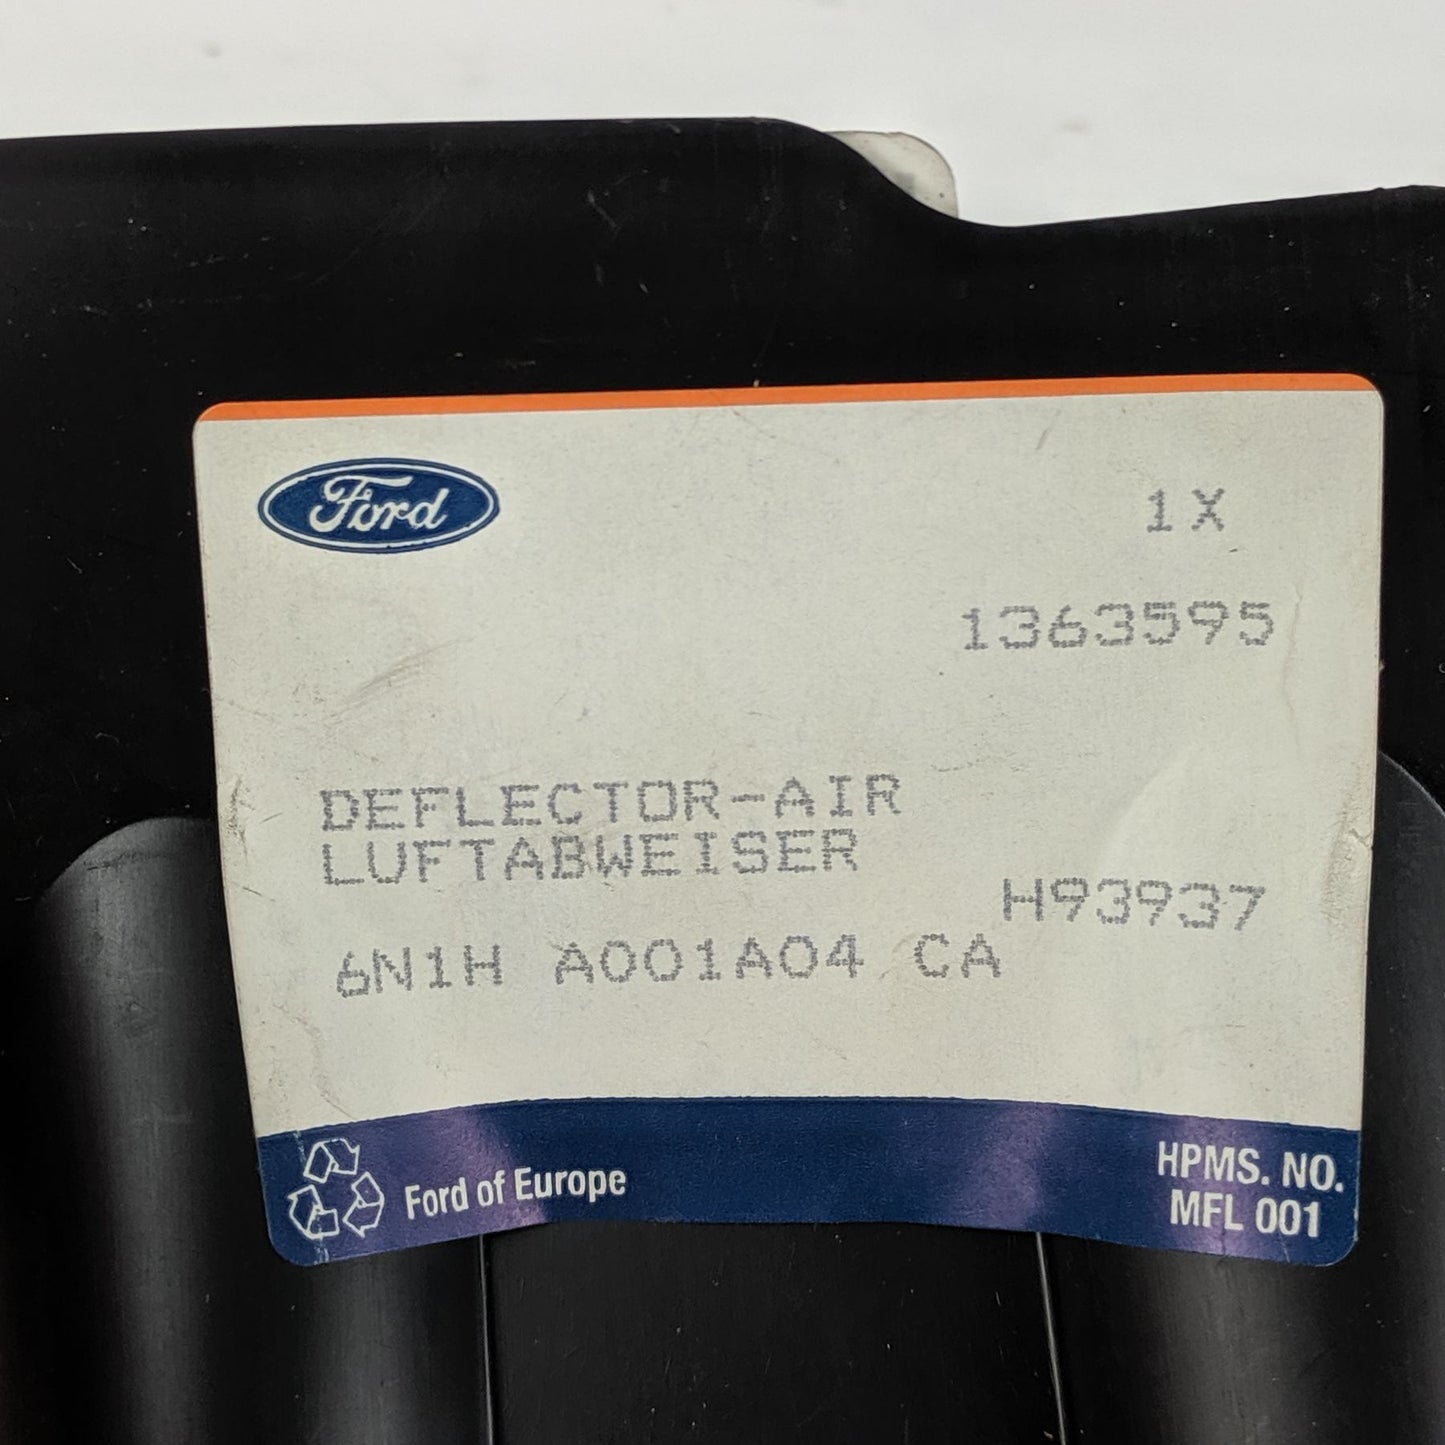 Ford
1X
1363595
DEFLECTOR-AIR
LUFTABWEISER
H93937
6N1H A001A04 CA
Ford of Europe
HPMS. NO.
MFL 001